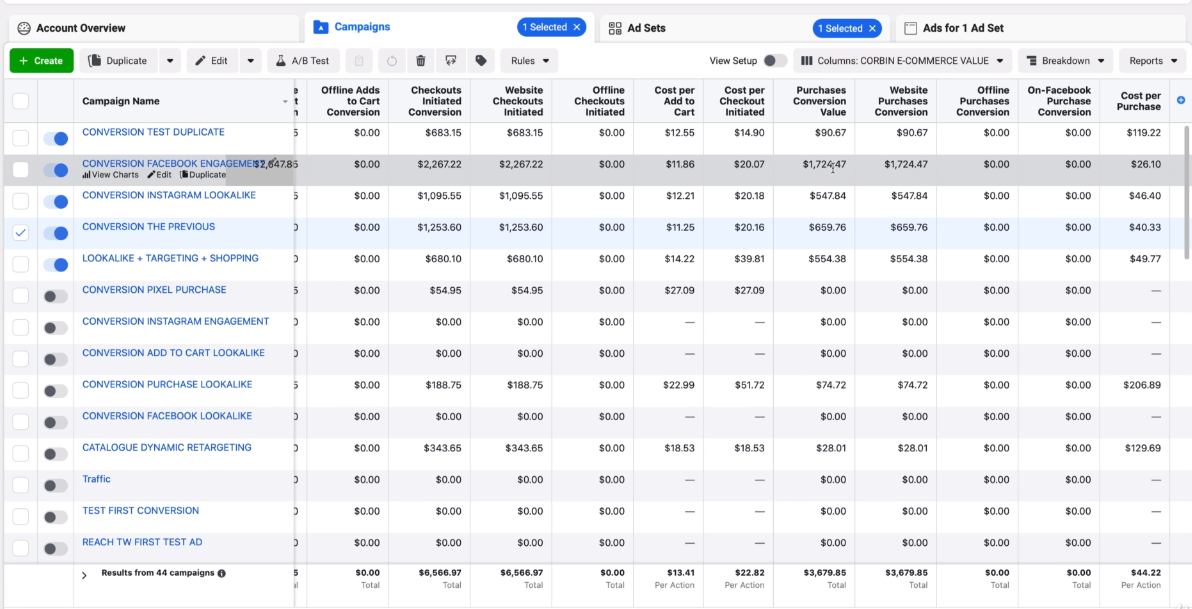 Account Overview
Campaigns
1 Selected ×
Ad Sets
1 Selected ×
Ads for 1 Ad Set
+ Create
Duplicate
Edit
A/B Test
Rules
View Setup
Columns: CORBIN E-COMMERCE VALUE
Breakdown
Reports
Campaign Name
Offline Adds to Cart Conversion
Checkouts Initiated Conversion
Website Checkouts Initiated
Offline Checkouts Initiated
Cost per Add to Cart
Cost per Checkout Initiated
Purchases Conversion Value
Website Purchases Conversion
Offline Purchases Conversion
On-Facebook Purchase Conversion
Cost per Purchase
CONVERSION TEST DUPLICATE $0.00 $683.15 $683.15 $0.00 $12.55 $14.90 $90.67 $90.67 $0.00 $0.00 $119.22
CONVERSION FACEBOOK ENGAGEMENT $0.00 $2,267.22 $2,267.22 $0.00 $11.86 $20.07 $1,724.47 $1,724.47 $0.00 $0.00 $26.10
View Charts Edit Duplicate
CONVERSION INSTAGRAM LOOKALIKE $0.00 $1,095.55 $1,095.55 $0.00 $12.21 $20.18 $547.84 $547.84 $0.00 $0.00 $46.40
CONVERSION THE PREVIOUS $0.00 $1,253.60 $1,253.60 $0.00 $11.25 $20.16 $659.76 $659.76 $0.00 $0.00 $40.33
LOOKALIKE + TARGETING + SHOPPING $0.00 $680.10 $680.10 $0.00 $14.22 $39.81 $554.38 $554.38 $0.00 $0.00 $49.77
CONVERSION PIXEL PURCHASE $0.00 $54.95 $54.95 $0.00 $27.09 $27.09 $0.00 $0.00 $0.00 $0.00 —
CONVERSION INSTAGRAM ENGAGEMENT $0.00 $0.00 $0.00 $0.00 — — $0.00 $0.00 $0.00 $0.00 —
CONVERSION ADD TO CART LOOKALIKE $0.00 $0.00 $0.00 $0.00 — — $0.00 $0.00 $0.00 $0.00 —
CONVERSION PURCHASE LOOKALIKE $0.00 $188.75 $188.75 $0.00 $22.99 $51.72 $74.72 $74.72 $0.00 $0.00 $206.89
CONVERSION FACEBOOK LOOKALIKE $0.00 $0.00 $0.00 $0.00 — — $0.00 $0.00 $0.00 $0.00 —
CATALOGUE DYNAMIC RETARGETING $0.00 $343.65 $343.65 $0.00 $18.53 $18.53 $28.01 $28.01 $0.00 $0.00 $129.69
Traffic $0.00 $0.00 $0.00 $0.00 — — $0.00 $0.00 $0.00 $0.00 —
TEST FIRST CONVERSION $0.00 $0.00 $0.00 $0.00 — — $0.00 $0.00 $0.00 $0.00 —
REACH TW FIRST TEST AD $0.00 $0.00 $0.00 $0.00 — — $0.00 $0.00 $0.00 $0.00 —
Results from 44 campaigns $0.00 $6,566.97 $6,566.97 $0.00 $13.41 $22.82 $3,679.85 $3,679.85 $0.00 $0.00 $44.22
Total Total Total Total Per Action Per Action Total Total Total Total Per Action